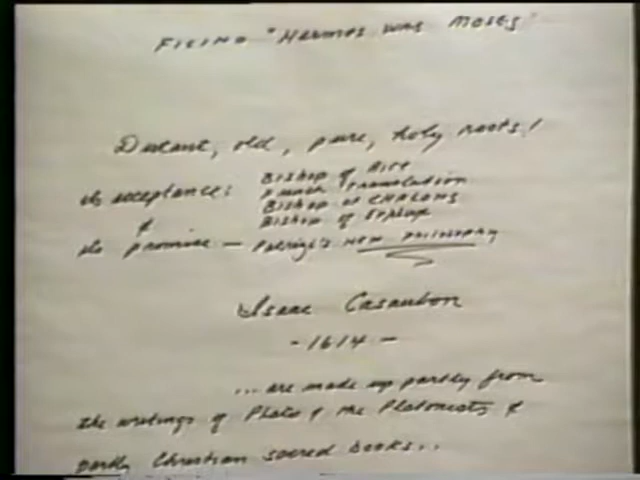 FICINO "Hermes was Moses"
Distant, old, pure, holy roots!
Its acceptance: Bishop of Aire
French Translation
Bishop of CHALONS
&
Bishop of
Its promise — Patrizi's NEW PHILOSOPHY
Isaac Casaubon
- 1614 -
... are made up partly from
the writings of Plato & the Platonists &
partly Christian sacred books...